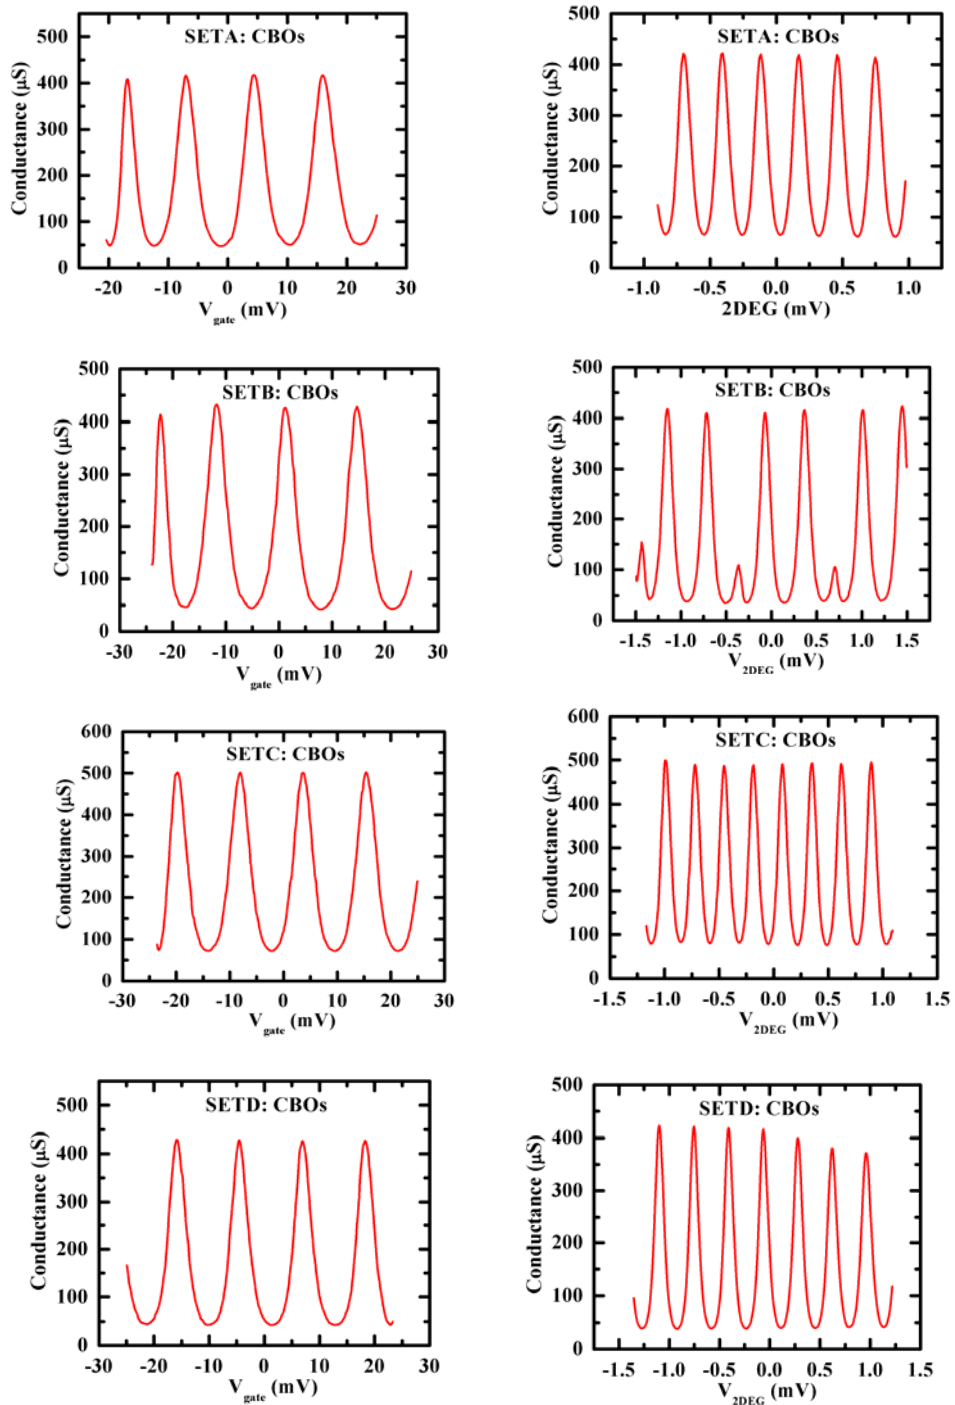 SETA: CBOs
Conductance (μS)
500
400
300
200
100
0
-20 -10 0 10 20 30
V gate (mV)
SETA: CBOs
Conductance (μS)
500
400
300
200
100
0
-1.0 -0.5 0.0 0.5 1.0
2DEG (mV)
SETB: CBOs
Conductance (μS)
500
400
300
200
100
0
-30 -20 -10 0 10 20 30
V gate (mV)
SETB: CBOs
Conductance (μS)
500
400
300
200
100
0
-1.5 -1.0 -0.5 0.0 0.5 1.0 1.5
V 2DEG (mV)
SETC: CBOs
Conductance (μS)
600
500
400
300
200
100
0
-30 -20 -10 0 10 20 30
V gate (mV)
SETC: CBOs
Conductance (μS)
600
500
400
300
200
100
0
-1.5 -1.0 -0.5 0.0 0.5 1.0 1.5
V 2DEG (mV)
SETD: CBOs
Conductance (μS)
500
400
300
200
100
0
-30 -20 -10 0 10 20 30
V gate (mV)
SETD: CBOs
Conductance (μS)
500
400
300
200
100
0
-1.5 -1.0 -0.5 0.0 0.5 1.0 1.5
V 2DEG (mV)